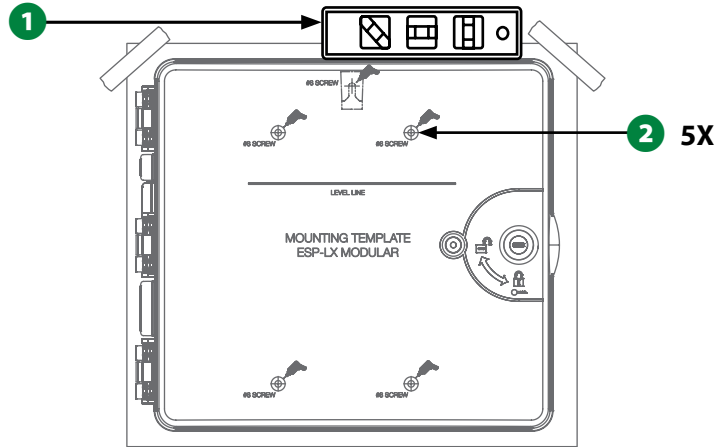 1
#8 SCREW
#8 SCREW
#8 SCREW
2 5X
LEVEL LINE
MOUNTING TEMPLATE
ESP-LX MODULAR
#8 SCREW
#8 SCREW